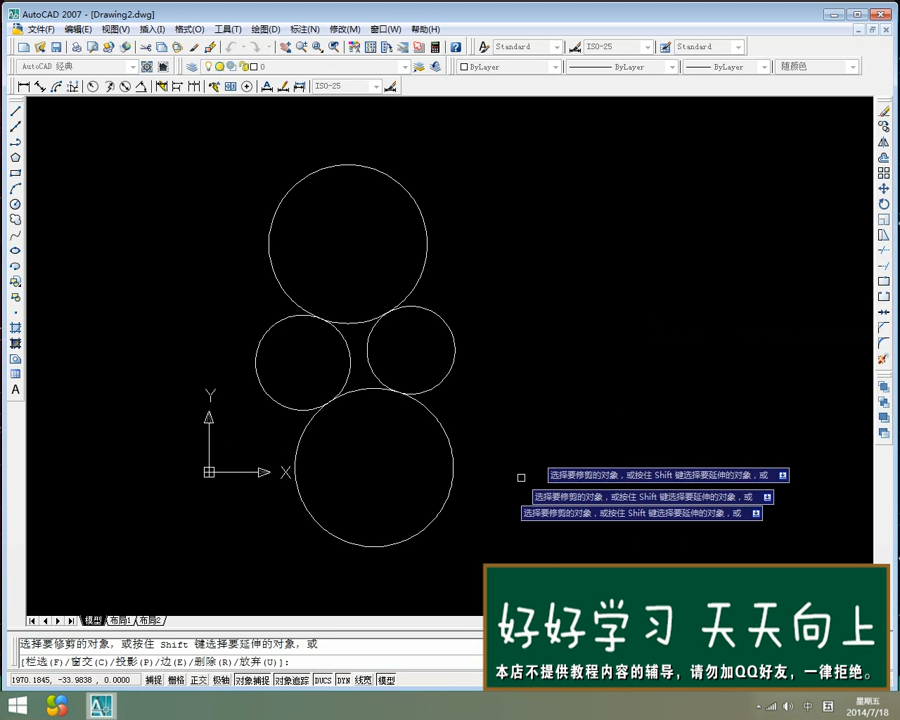 AutoCAD 2007 - [Drawing2.dwg]
文件(F) 编辑(E) 视图(V) 插入(I) 格式(O) 工具(T) 绘图(D) 标注(N) 修改(M) 窗口(W) 帮助(H)
Standard ISO-25 Standard
AutoCAD 经典 0 ByLayer ByLayer ByLayer 随颜色
ISO-25
A
Y
X
选择要修剪的对象，或按住 Shift 键选择要延伸的对象，或
选择要修剪的对象，或按住 Shift 键选择要延伸的对象，或
选择要修剪的对象，或按住 Shift 键选择要延伸的对象，或
模型 布局1 布局2
选择要修剪的对象，或按住 Shift 键选择要延伸的对象，或
[栏选(F)/窗交(C)/投影(P)/边(E)/删除(R)/放弃(U)]:
1970.1845, -33.9838 , 0.0000 捕捉 栅格 正交 极轴 对象捕捉 对象追踪 DUCS DYN 线宽 模型
好好学习 天天向上
本店不提供教程内容的辅导，请勿加QQ好友，一律拒绝。
中 五 星期五
2014/7/18